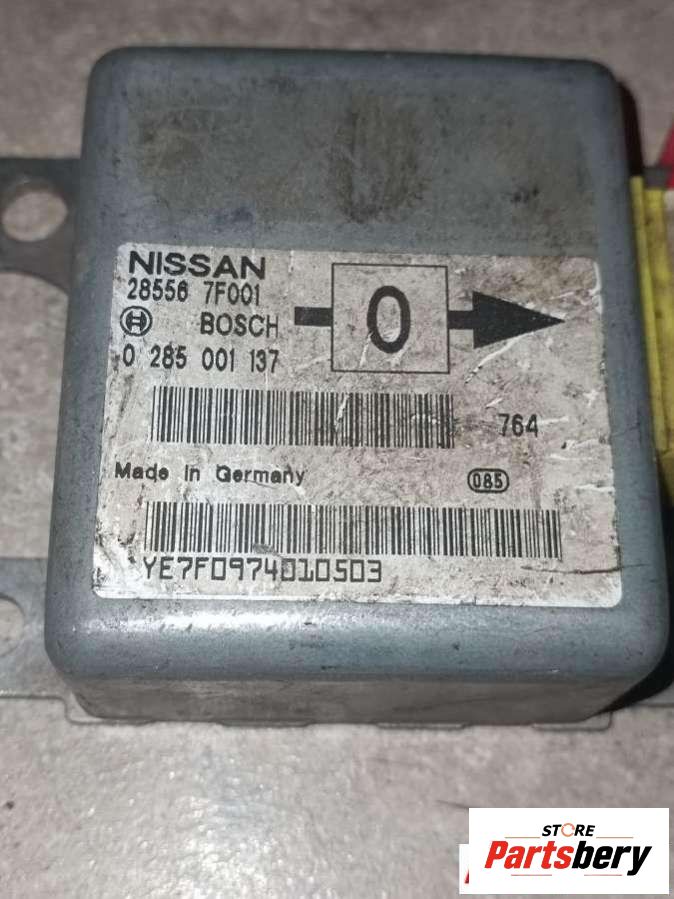 NISSAN
28556 7F001
BOSCH
0
0 285 001 137
764
Made in Germany
085
YE7F0974010503
STORE
Partsbery